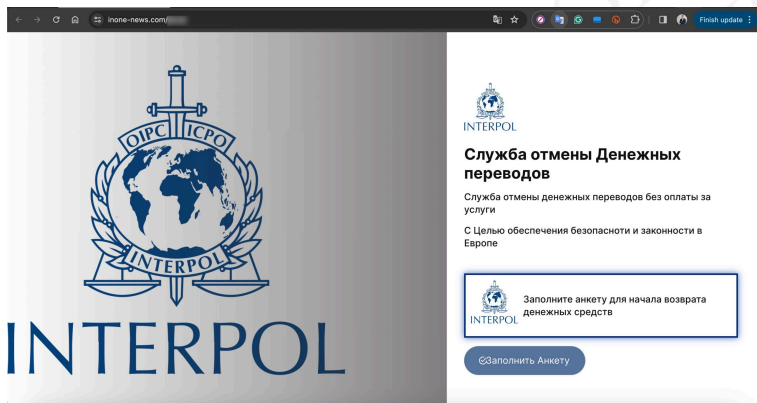 inone-news.com/
Finish update
OIPC ICPO
INTERPOL
INTERPOL
INTERPOL
Служба отмены Денежных
переводов
Служба отмены денежных переводов без оплаты за
услуги
С Целью обеспечения безопасноти и законности в
Европе
INTERPOL
Заполните анкету для начала возврата
денежных средств
Заполнить Анкету